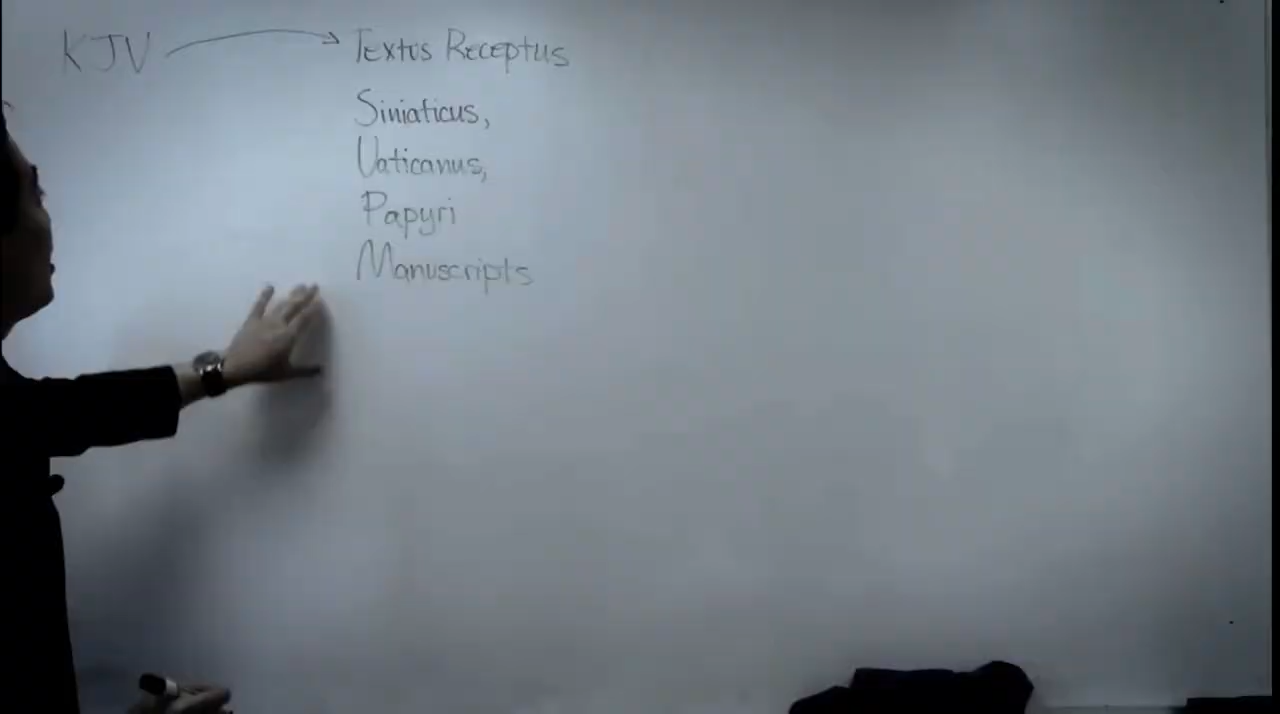 KJV → Textus Receptus
Siniaticus,
Vaticanus,
Papyri
Manuscripts